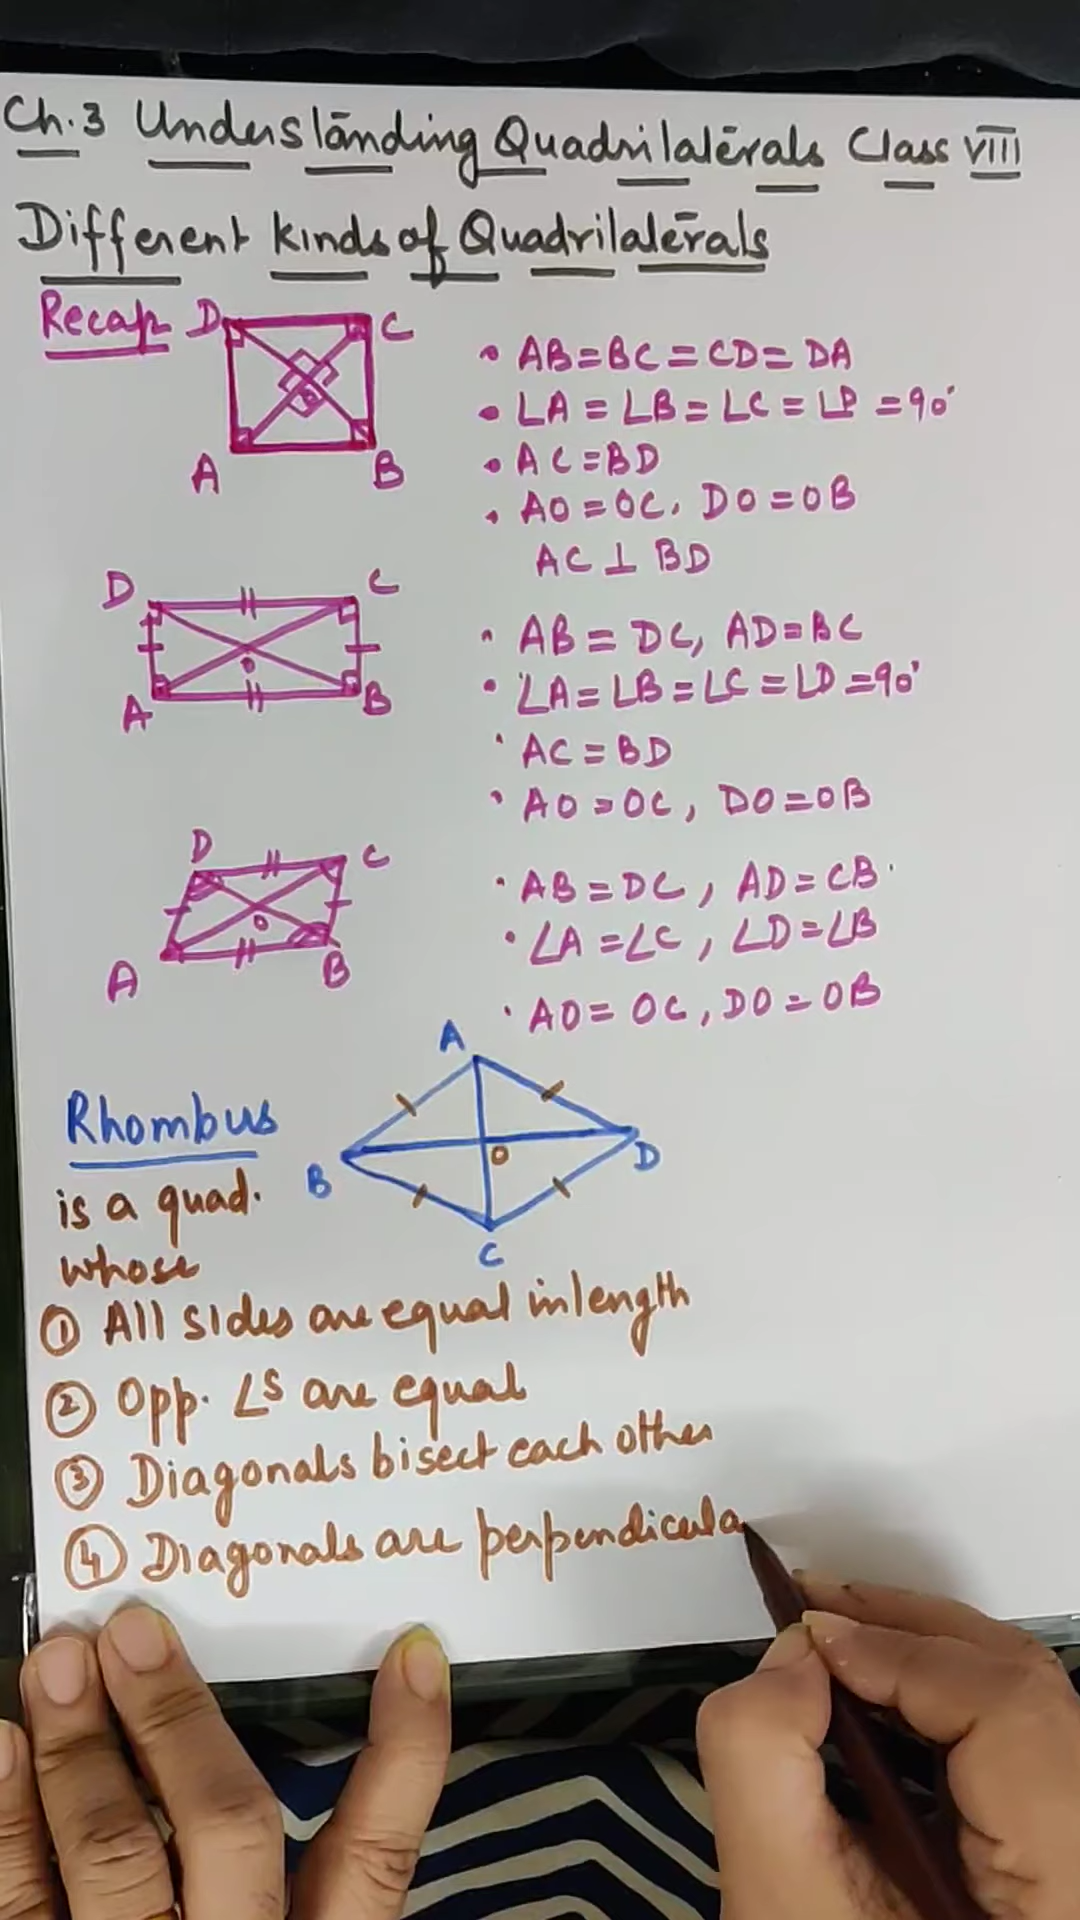 Ch.3 Understanding Quadrilaterals Class VIII
Different kinds of Quadrilaterals
Recap
D C
A B
• AB=BC=CD=DA
• ∠A=∠B=∠C=∠D=90°
• AC=BD
• AO=OC, DO=OB
AC⊥BD
D C
O
A B
• AB=DC, AD=BC
• ∠A=∠B=∠C=∠D=90°
• AC=BD
• AO=OC, DO=OB
D C
O
A B
• AB=DC, AD=CB
• ∠A=∠C, ∠D=∠B
• AO=OC, DO=OB
A
B O D
C
Rhombus
is a quad.
whose
① All sides are equal in length
② Opp. ∠s are equal
③ Diagonals bisect each other
④ Diagonals are perpendicula